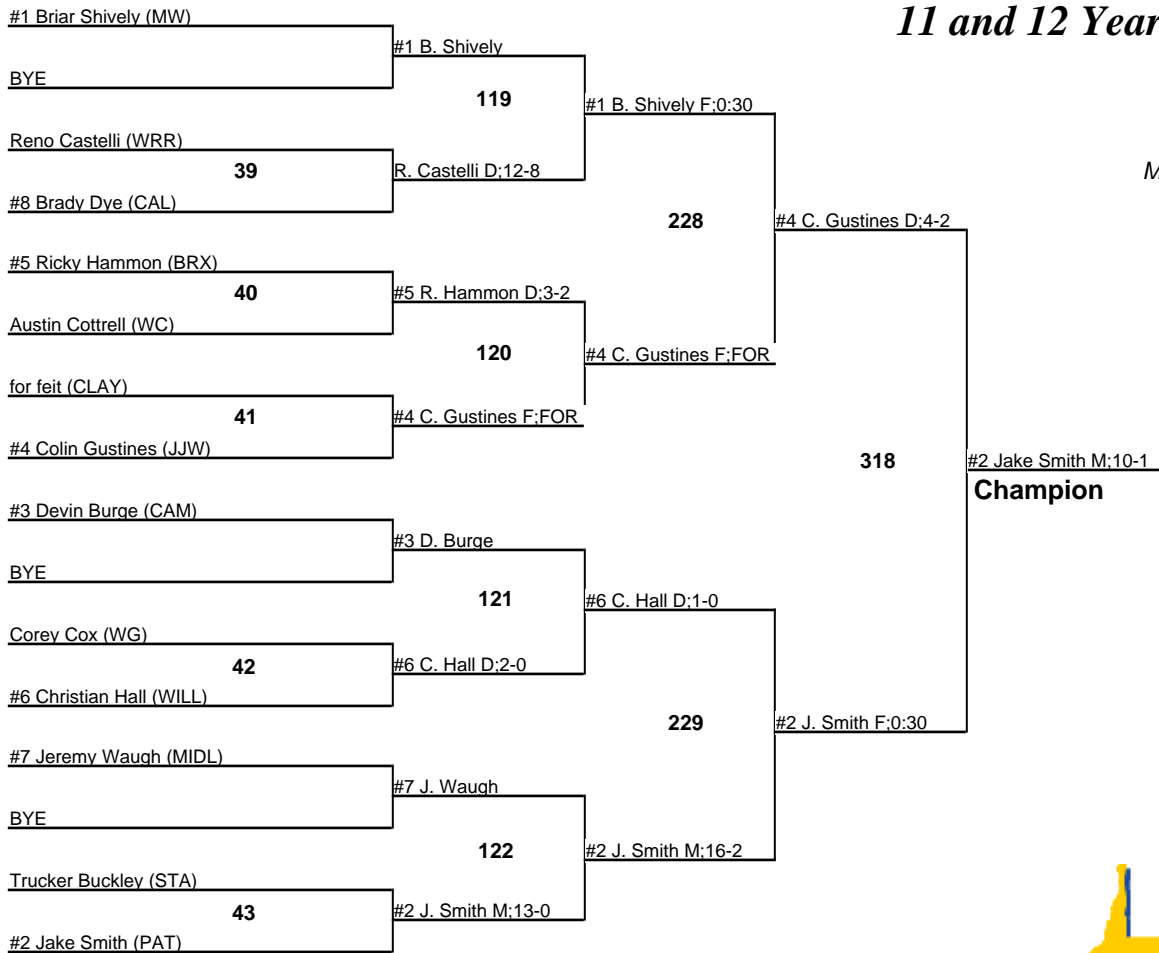 #1 Briar Shively (MW)
11 and 12 Year
#1 B. Shively
BYE
119
#1 B. Shively F;0:30
Reno Castelli (WRR)
39
R. Castelli D;12-8
M
#8 Brady Dye (CAL)
228
#4 C. Gustines D;4-2
#5 Ricky Hammon (BRX)
40
#5 R. Hammon D;3-2
Austin Cottrell (WC)
120
#4 C. Gustines F;FOR
for feit (CLAY)
41
#4 C. Gustines F;FOR
#4 Colin Gustines (JJW)
318
#2 Jake Smith M;10-1
Champion
#3 Devin Burge (CAM)
#3 D. Burge
BYE
121
#6 C. Hall D;1-0
Corey Cox (WG)
42
#6 C. Hall D;2-0
#6 Christian Hall (WILL)
229
#2 J. Smith F;0:30
#7 Jeremy Waugh (MIDL)
#7 J. Waugh
BYE
122
#2 J. Smith M;16-2
Trucker Buckley (STA)
43
#2 J. Smith M;13-0
#2 Jake Smith (PAT)